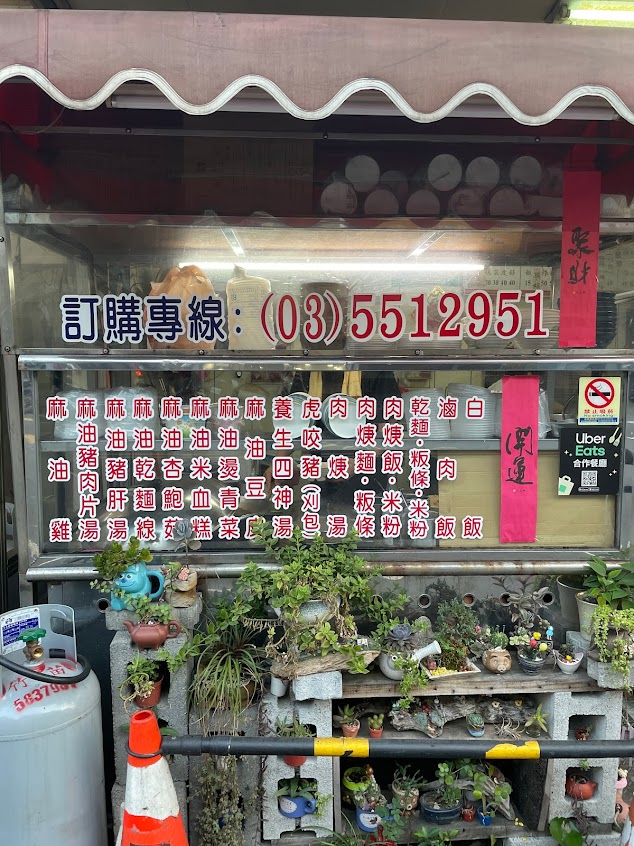 聚財
訂購專線：(03)5512951
白飯
滷肉飯
乾麵·粄條·米粉
肉焿飯·米粉
肉焿麵·粄條
肉焿湯
虎咬豬(刈包)
養生四神湯
麻油豆皮
麻油燙青菜
麻油米血糕
麻油杏鮑菇
麻油乾麵線
麻油豬肝湯
麻油豬肉片湯
麻油雞
開運
禁止吸菸
Uber
Eats
合作餐廳